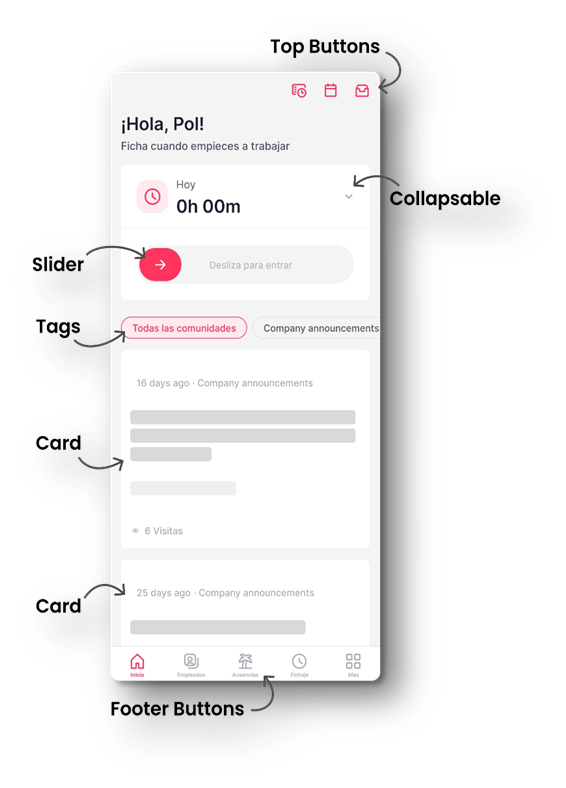 Top Buttons
¡Hola, Pol!
Ficha cuando empieces a trabajar
Hoy
0h 00m
Collapsable
Slider
Desliza para entrar
Tags
Todas las comunidades
Company announcements
16 days ago · Company announcements
Card
6 Visitas
25 days ago · Company announcements
Card
Inicio
Empleados
Ausencias
Fichaje
Más
Footer Buttons